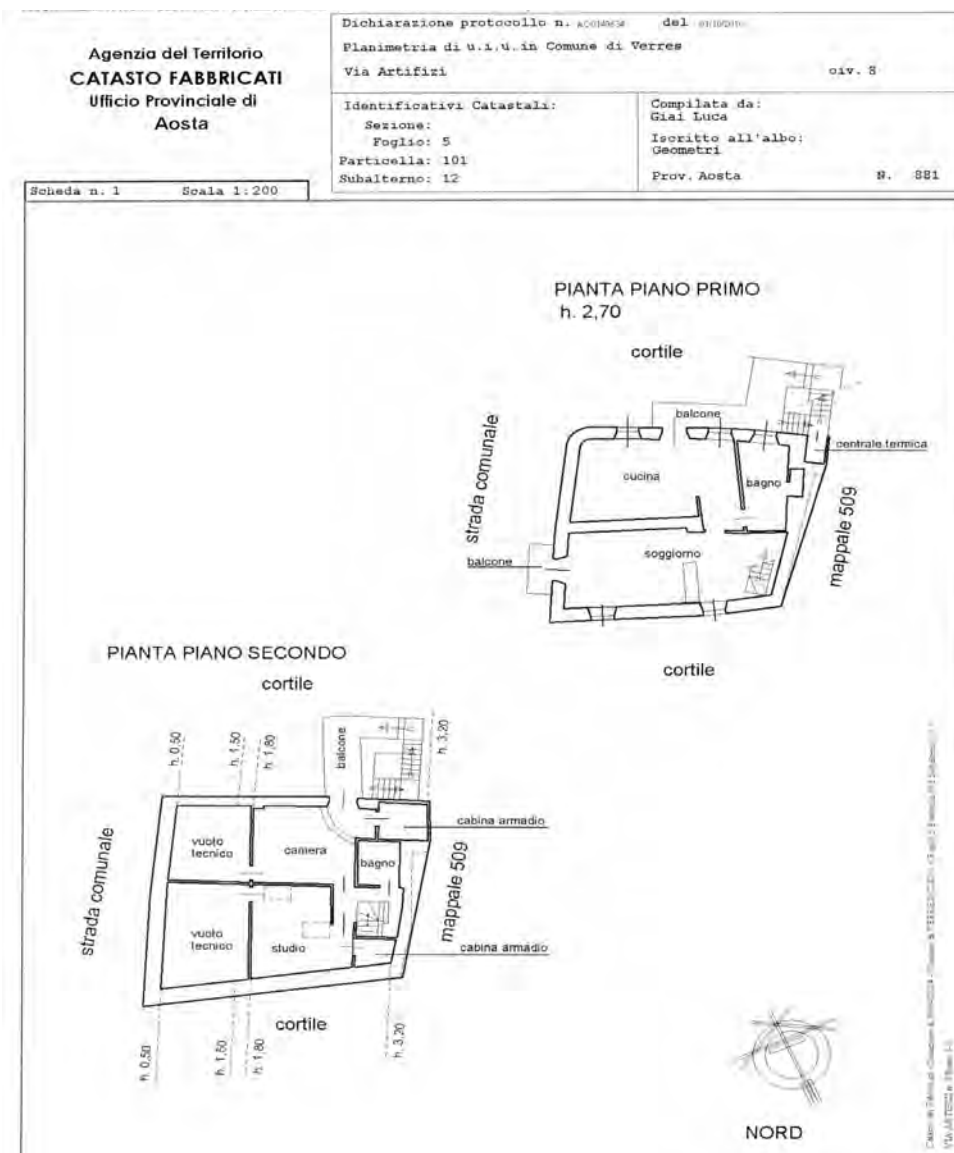 Agenzia del Territorio
CATASTO FABBRICATI
Ufficio Provinciale di
Aosta
Dichiarazione protocollo n. del
Planimetria di u.i.u. in Comune di Verres
Via Artifizi civ. 8
Identificativi Catastali:
Sezione:
Foglio: 5
Particella: 101
Subalterno: 12
Compilata da:
Giai Luca
Iscritto all'albo:
Geometri
Prov. Aosta N. 881
Scheda n. 1 Scala 1:200
PIANTA PIANO PRIMO
h. 2,70
cortile
strada comunale
balcone
centrale termica
cucina
bagno
mappale 509
soggiorno
balcone
cortile
PIANTA PIANO SECONDO
cortile
h. 0,50
h. 1,50
h. 1,80
balcone
h. 3,20
cabina armadio
strada comunale
vuoto
tecnico
camera
bagno
mappale 509
vuoto
tecnico
studio
cabina armadio
cortile
h. 0,50
h. 1,50
h. 1,80
h. 3,20
NORD